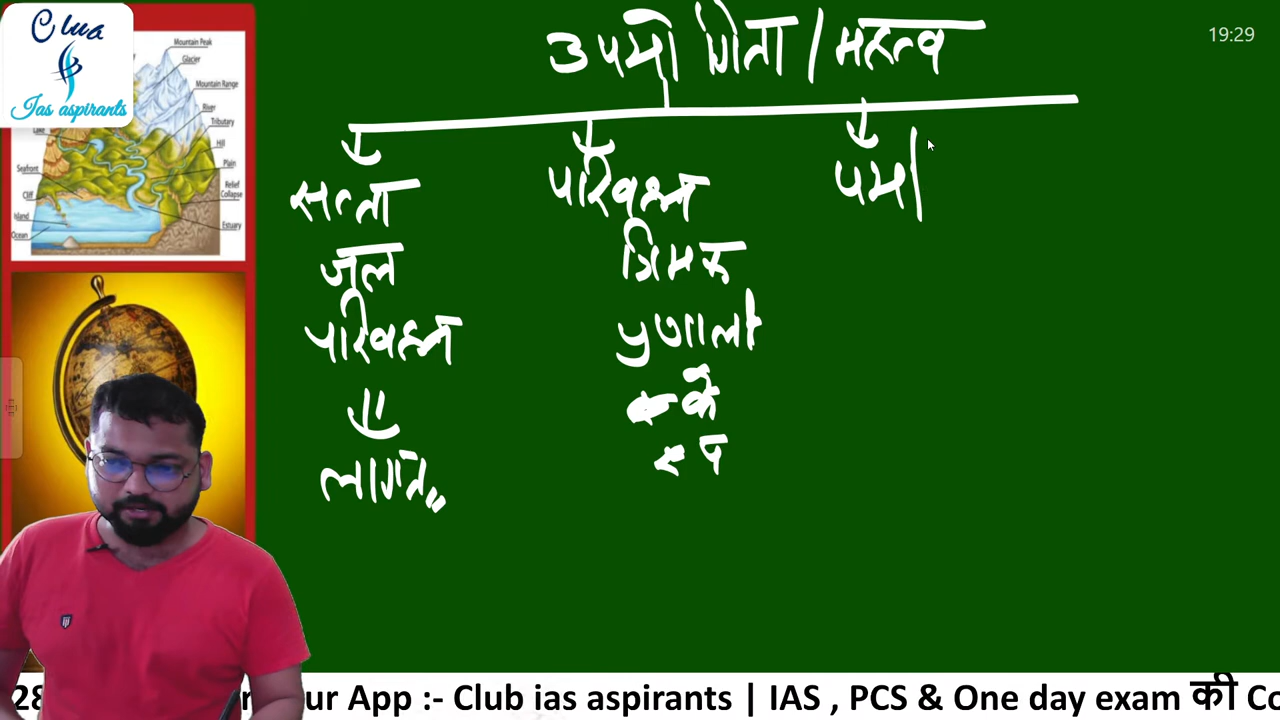 Club
Ias aspirants
Mountain Peak
Glacier
Mountain Range
River
Tributary
Lake
Hill
Seafront
Plain
Cliff
Relief
Collapse
Island
Estuary
Ocean
19:29
उपयोगिता / महत्व
सस्ता
जल
परिवहन
लागत
परिवहन
प्रणाली
के
पर्या
ur App :- Club ias aspirants | IAS , PCS & One day exam की Co